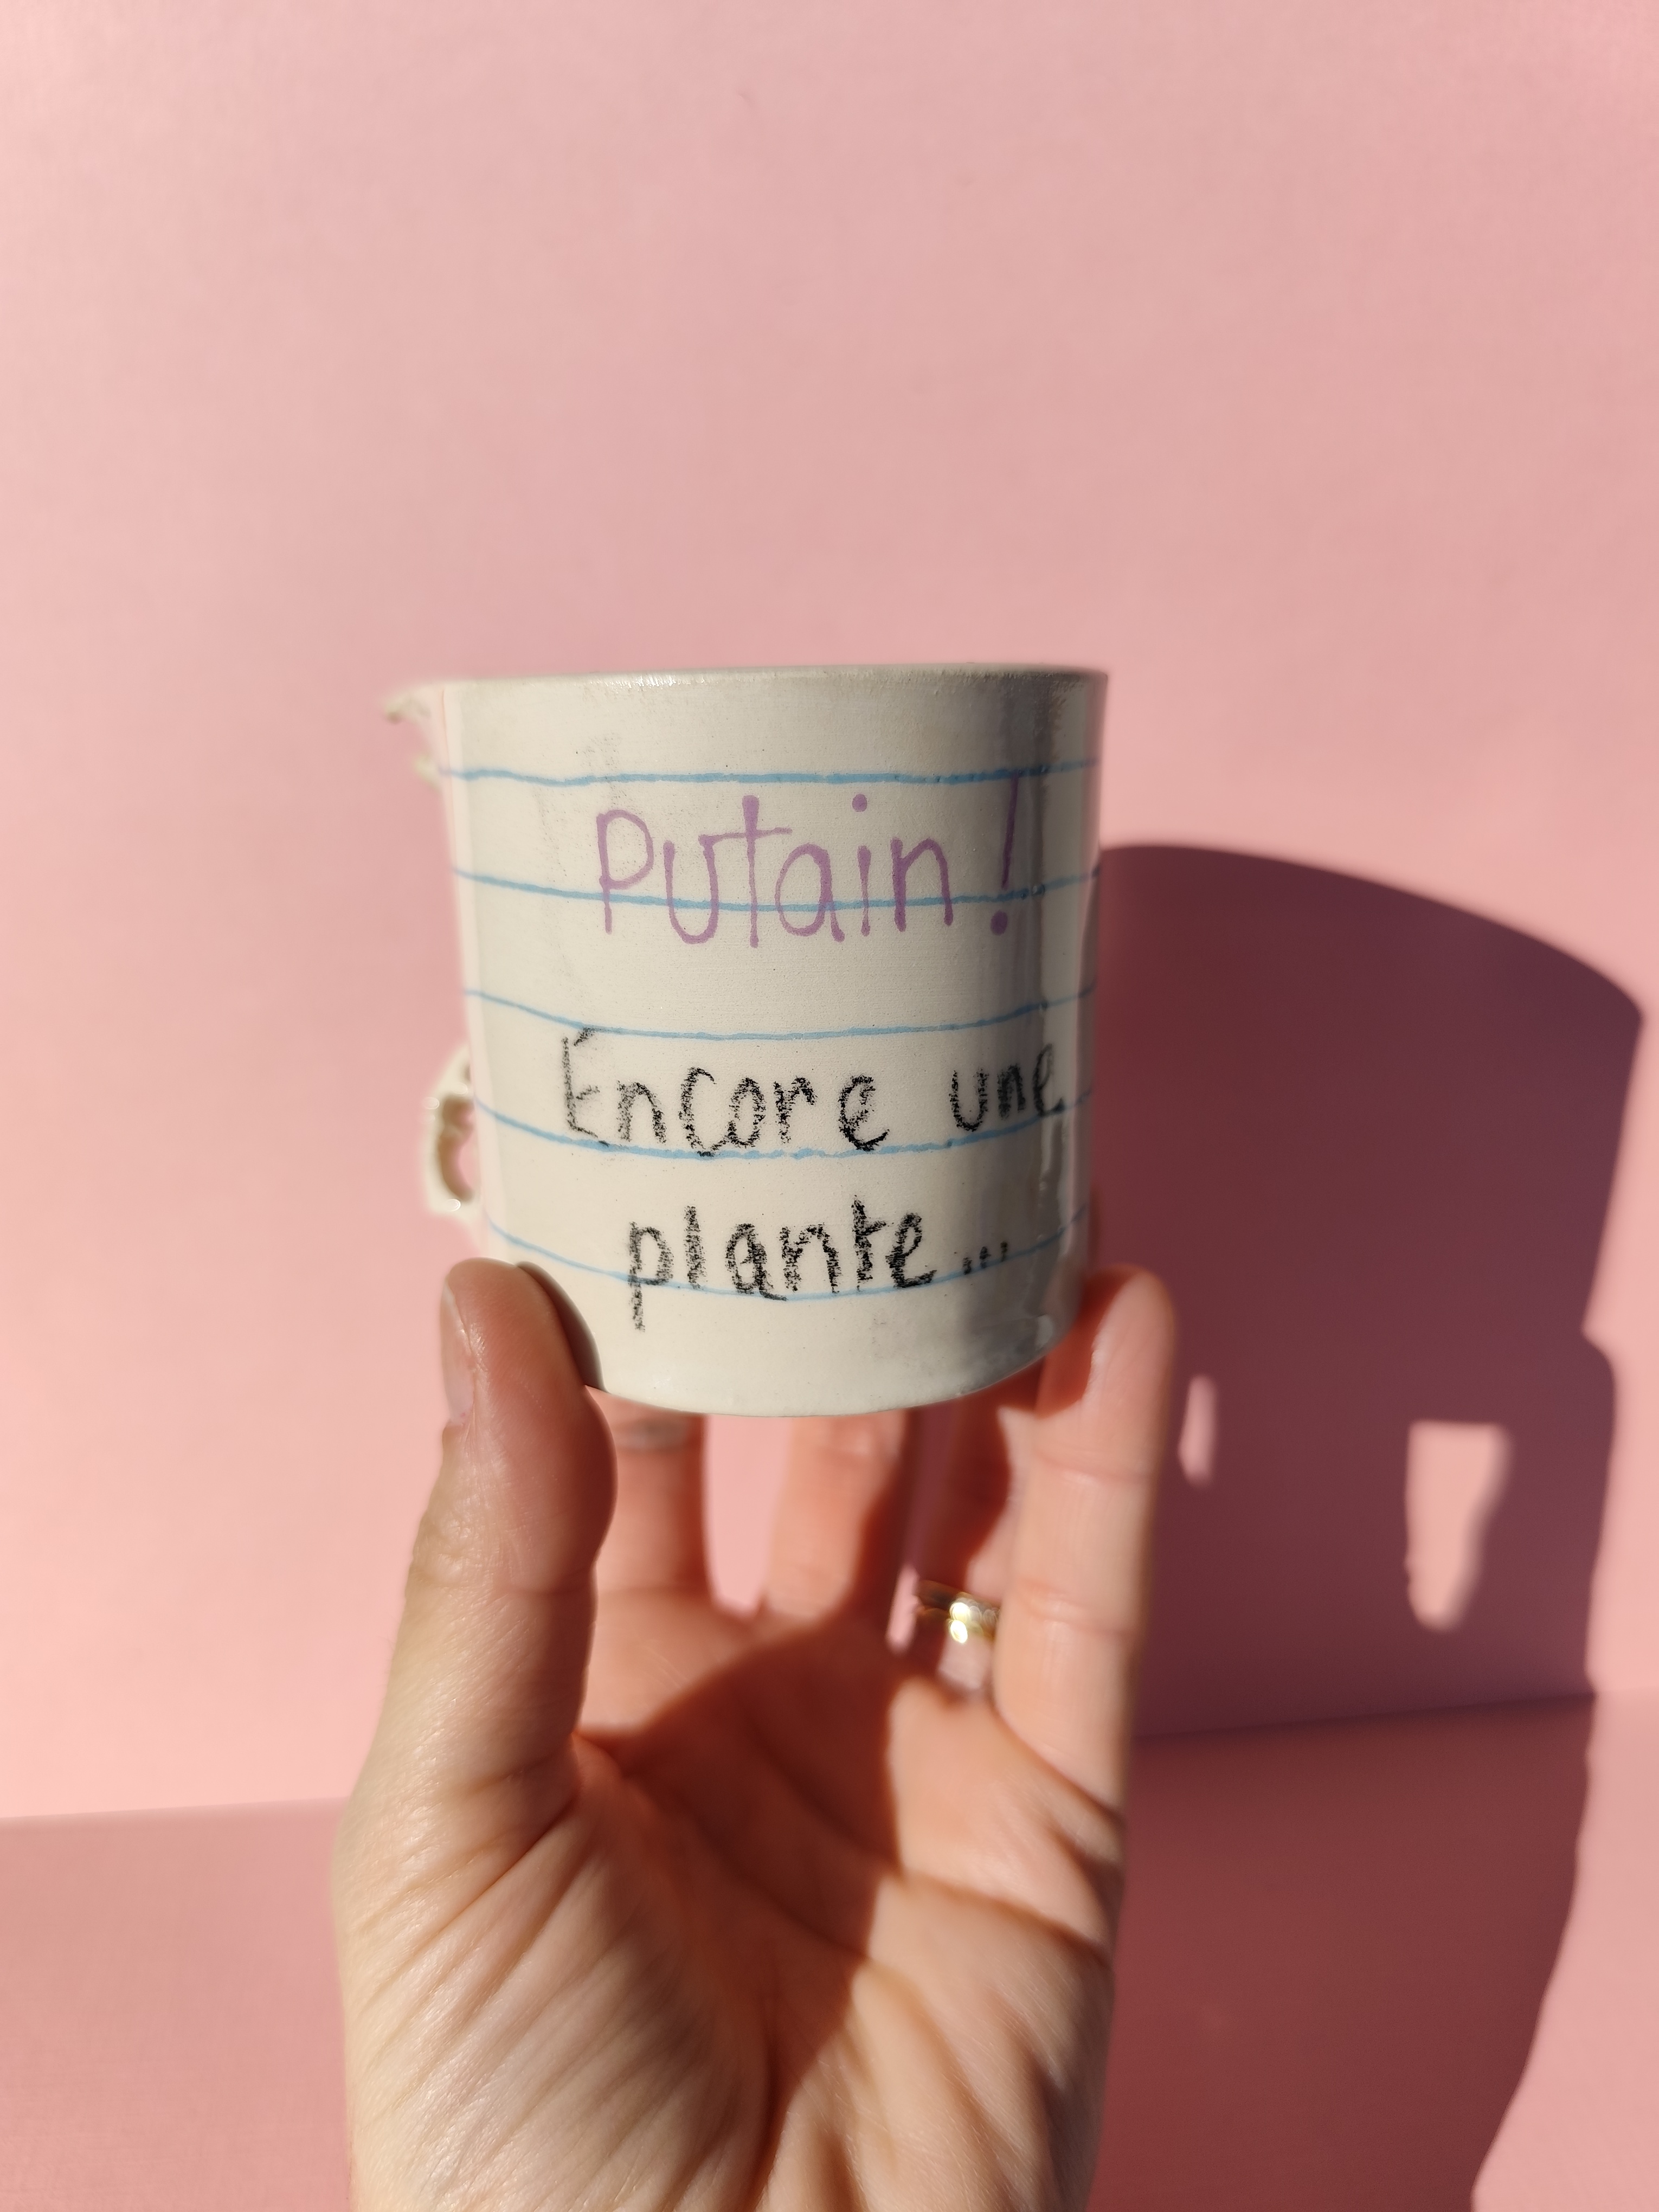 Putain !
Encore une
plante...